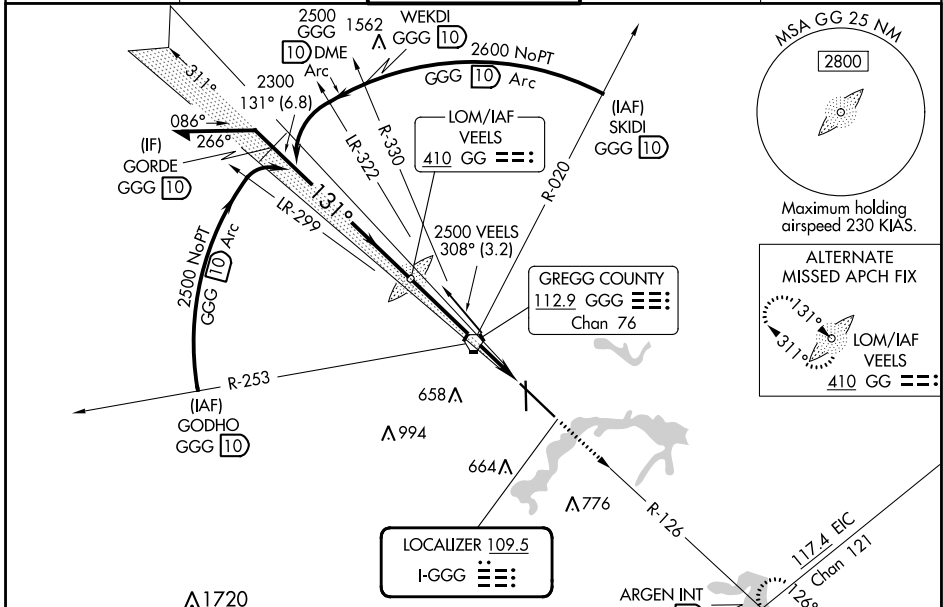 2500
GGG
10 DME
Arc
1562
WEKDI
GGG 10
2600 NoPT
GGG 10 Arc
(IAF)
SKIDI
GGG 10
MSA GG 25 NM
2800
Maximum holding
airspeed 230 KIAS.
311°
2300
131° (6.8)
086°
266°
(IF)
GORDE
GGG 10
LR-299
131°
LR-322
R-330
LOM/IAF
VEELS
410 GG
R-020
2500 VEELS
308° (3.2)
2500 NoPT
GGG 10 Arc
GREGG COUNTY
112.9 GGG
Chan 76
ALTERNATE
MISSED APCH FIX
131°
311°
LOM/IAF
VEELS
410 GG
R-253
(IAF)
GODHO
GGG 10
658
994
664
776
R-126
LOCALIZER 109.5
I-GGG
117.4 EIC
Chan 121
126°
ARGEN INT
1720